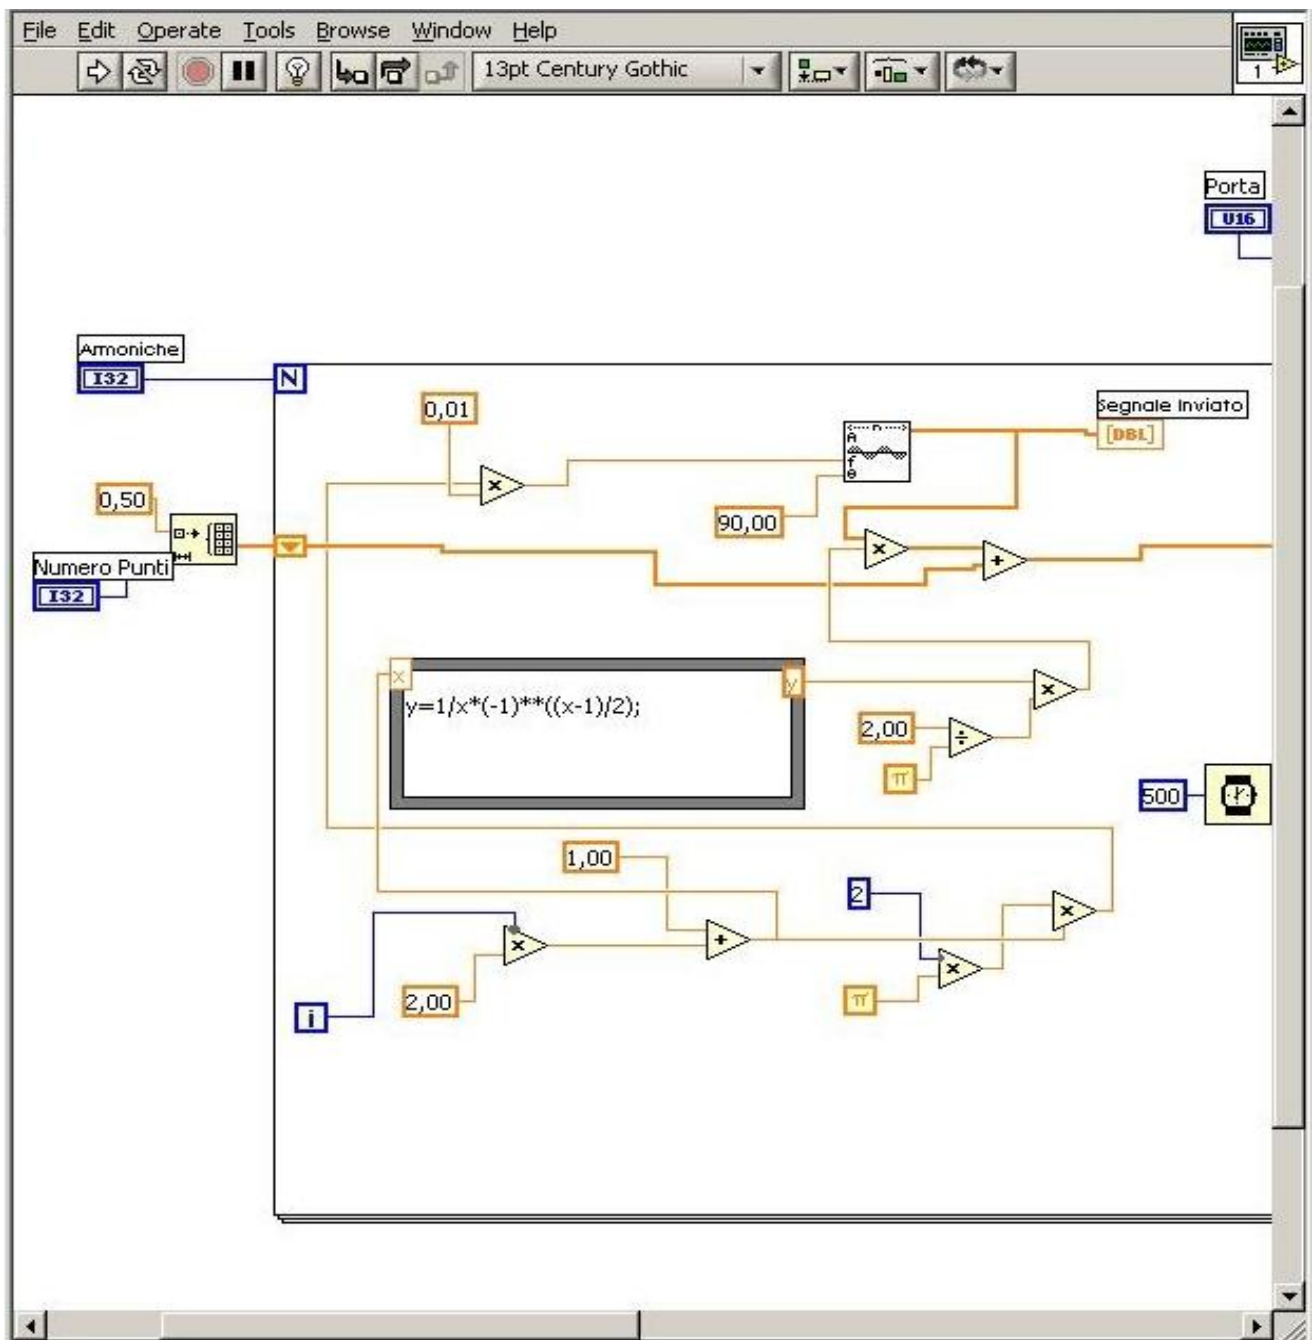 File Edit Operate Tools Browse Window Help
13pt Century Gothic
1
Porta
U16
Armoniche
I32
N
0,01
Segnale Inviato
[DBL]
n
A
f
0,50
90,00
Numero Punti
I32
x
+
x
x
y
y=1/x*(-1)**((x-1)/2);
x
2,00
÷
π
500
1,00
2
x
x
+
x
2,00
π
i